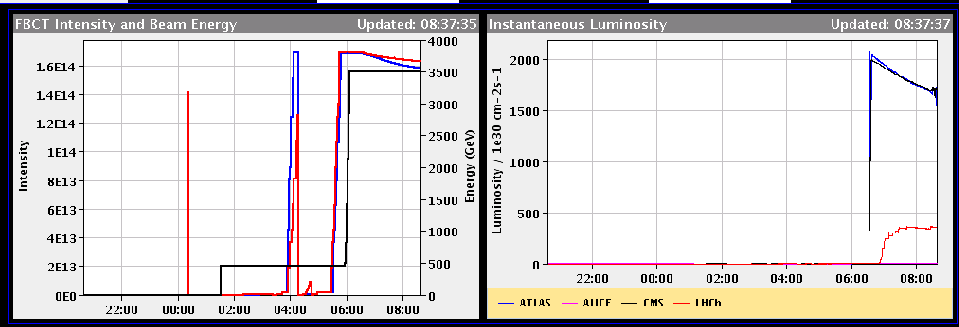 FBCT Intensity and Beam Energy Updated: 08:37:35
Intensity
1.6E14
1.4E14
1.2E14
1E14
8E13
6E13
4E13
2E13
0E0
22:00 00:00 02:00 04:00 06:00 08:00
4000
3500
3000
2500
2000
1500
1000
500
0
Energy (GeV)
Instantaneous Luminosity Updated: 08:37:37
Luminosity / 1e30 cm-2s-1
2000
1500
1000
500
0
22:00 00:00 02:00 04:00 06:00 08:00
ATLAS ALICE CMS LHCb